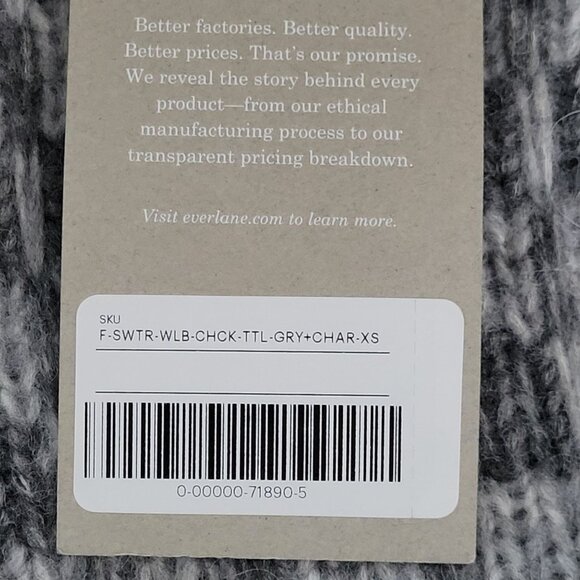 Better factories. Better quality.
Better prices. That's our promise.
We reveal the story behind every
product—from our ethical
manufacturing process to our
transparent pricing breakdown.
Visit everlane.com to learn more.
SKU
F-SWTR-WLB-CHCK-TTL-GRY+CHAR-XS
0-00000-71890-5